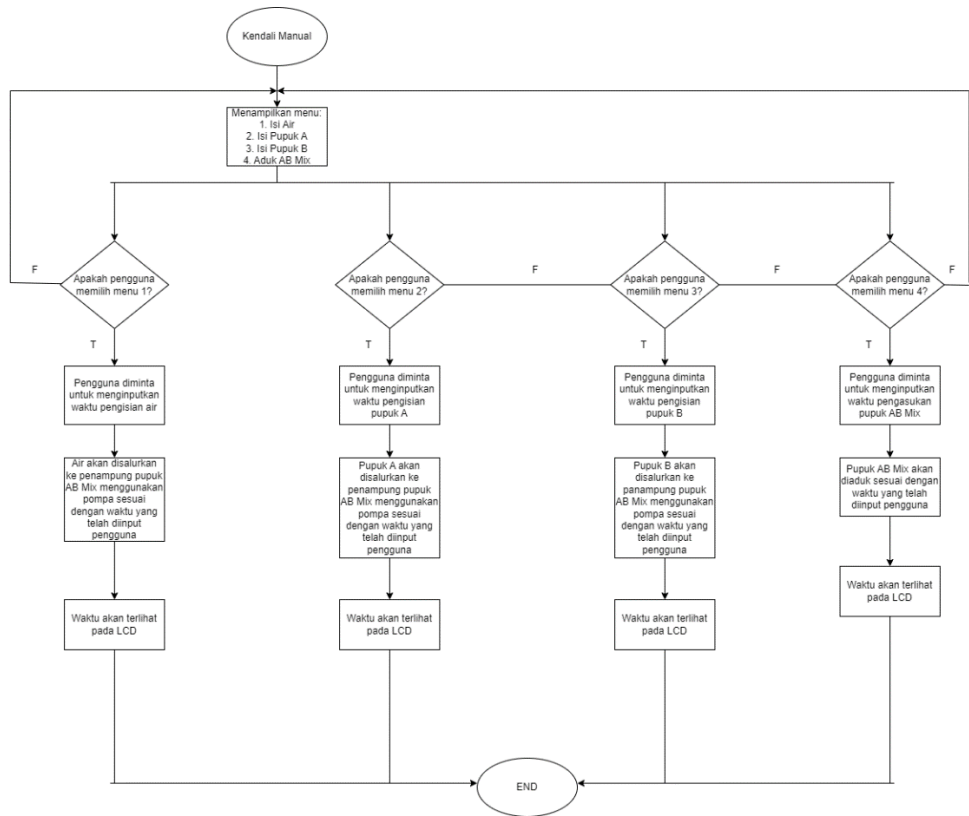 Kendali Manual
Menampilkan menu:
1. Isi Air
2. Isi Pupuk A
3. Isi Pupuk B
4. Aduk AB Mix
F
Apakah pengguna
memilih menu 1?
Apakah pengguna
memilih menu 2?
F
Apakah pengguna
memilih menu 3?
F
Apakah pengguna
memilih menu 4?
F
T
T
T
T
Pengguna diminta
untuk menginputkan
waktu pengisian air
Pengguna diminta
untuk menginputkan
waktu pengisian
pupuk A
Pengguna diminta
untuk menginputkan
waktu pengisian
pupuk B
Pengguna diminta
untuk menginputkan
waktu pengasukan
pupuk AB Mix
Air akan disalurkan
ke penampung pupuk
AB Mix menggunakan
pompa sesuai
dengan waktu yang
telah diinput
pengguna
Pupuk A akan
disalurkan ke
penampung pupuk
AB Mix menggunakan
pompa sesuai
dengan waktu yang
telah diinput
pengguna
Pupuk B akan
disalurkan ke
panampung pupuk
AB Mix menggunakan
pompa sesuai
dengan waktu yang
telah diinput
pengguna
Pupuk AB Mix akan
diaduk sesuai dengan
waktu yang telah
diinput pengguna
Waktu akan terlihat
pada LCD
Waktu akan terlihat
pada LCD
Waktu akan terlihat
pada LCD
Waktu akan terlihat
pada LCD
END